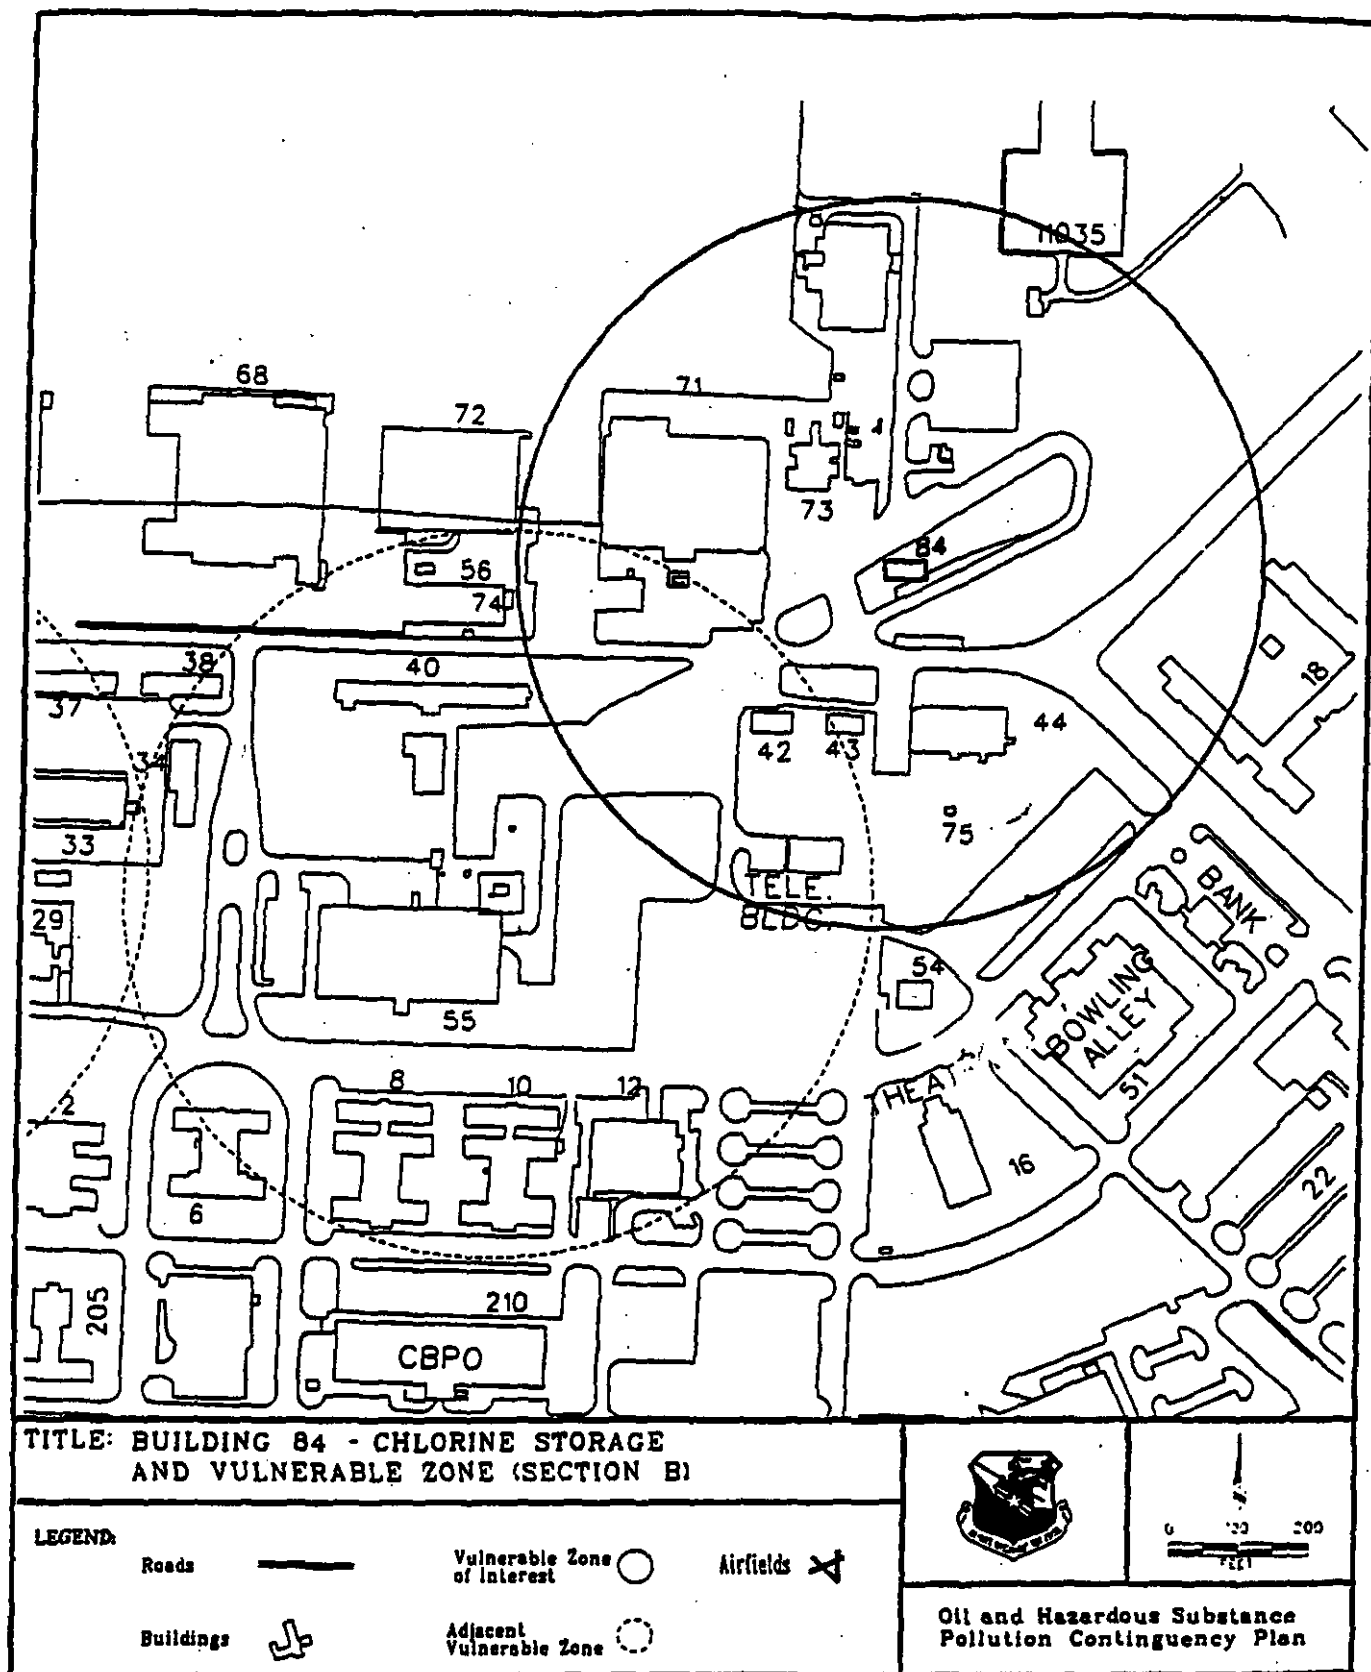 11035
68
71
72
73
84
56
74
38
40
37
18
42
43
44
34
75
33
TELE.
BLDG.
BANK
29
54
BOWLING
ALLEY
55
51
HEAT
8
10
12
2
16
22
6
205
210
CBPO
TITLE: BUILDING 84 - CHLORINE STORAGE
AND VULNERABLE ZONE (SECTION B)
LEGEND:
Roads
Vulnerable Zone
of Interest
Airfields
Buildings
Adjacent
Vulnerable Zone
0 200
FEET
Oil and Hazardous Substance
Pollution Continguency Plan